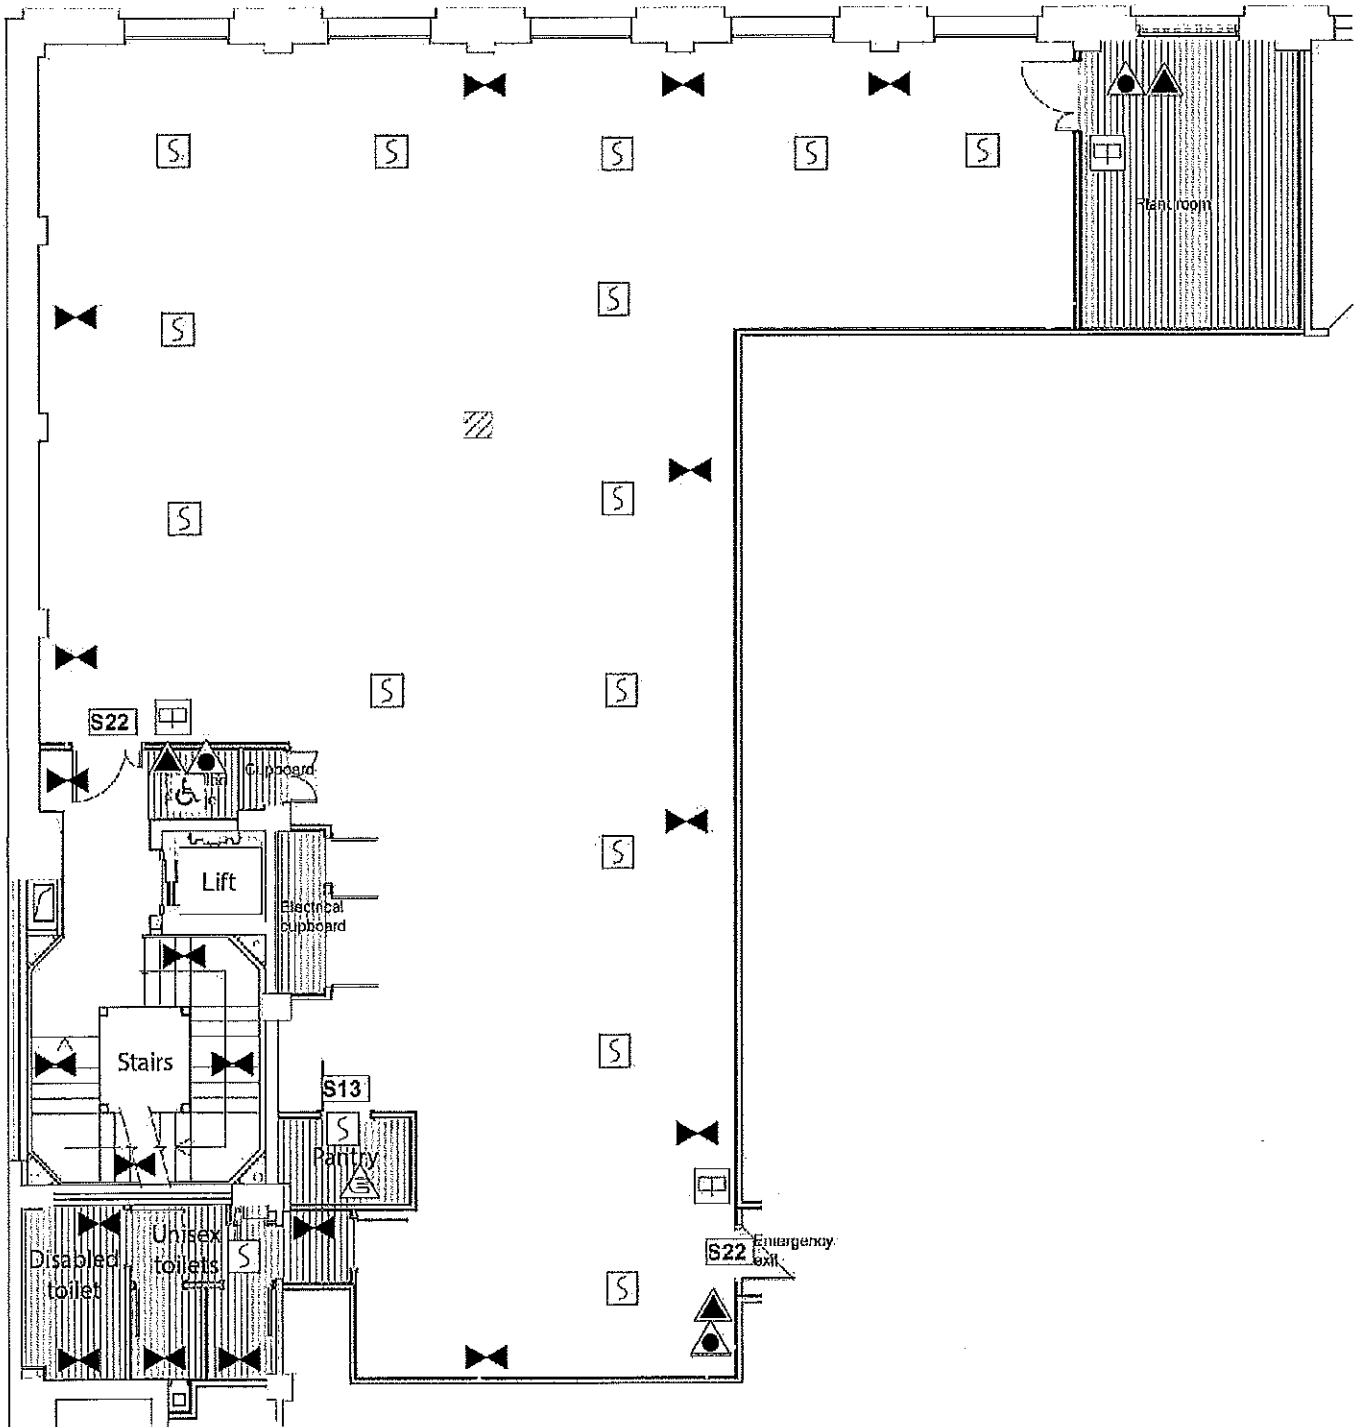 S
S
S
S
S
Plant room
S
S
S
S
S
S
S22
Cupboard
S
Lift
Electrical
cupboard
S
Stairs
S13
S
Pantry
Unisex
toilets
Disabled
toilet
S
S22
Emergency
exit
S